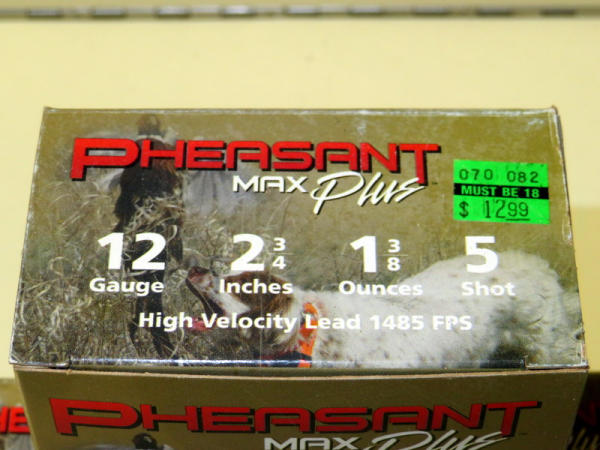 PHEASANT
MAX Plus™
070 082
MUST BE 18
$ 12.99
12 2 3/4 1 3/8 5
Gauge Inches Ounces Shot
High Velocity Lead 1485 FPS
PHEASANT
MAX Plus